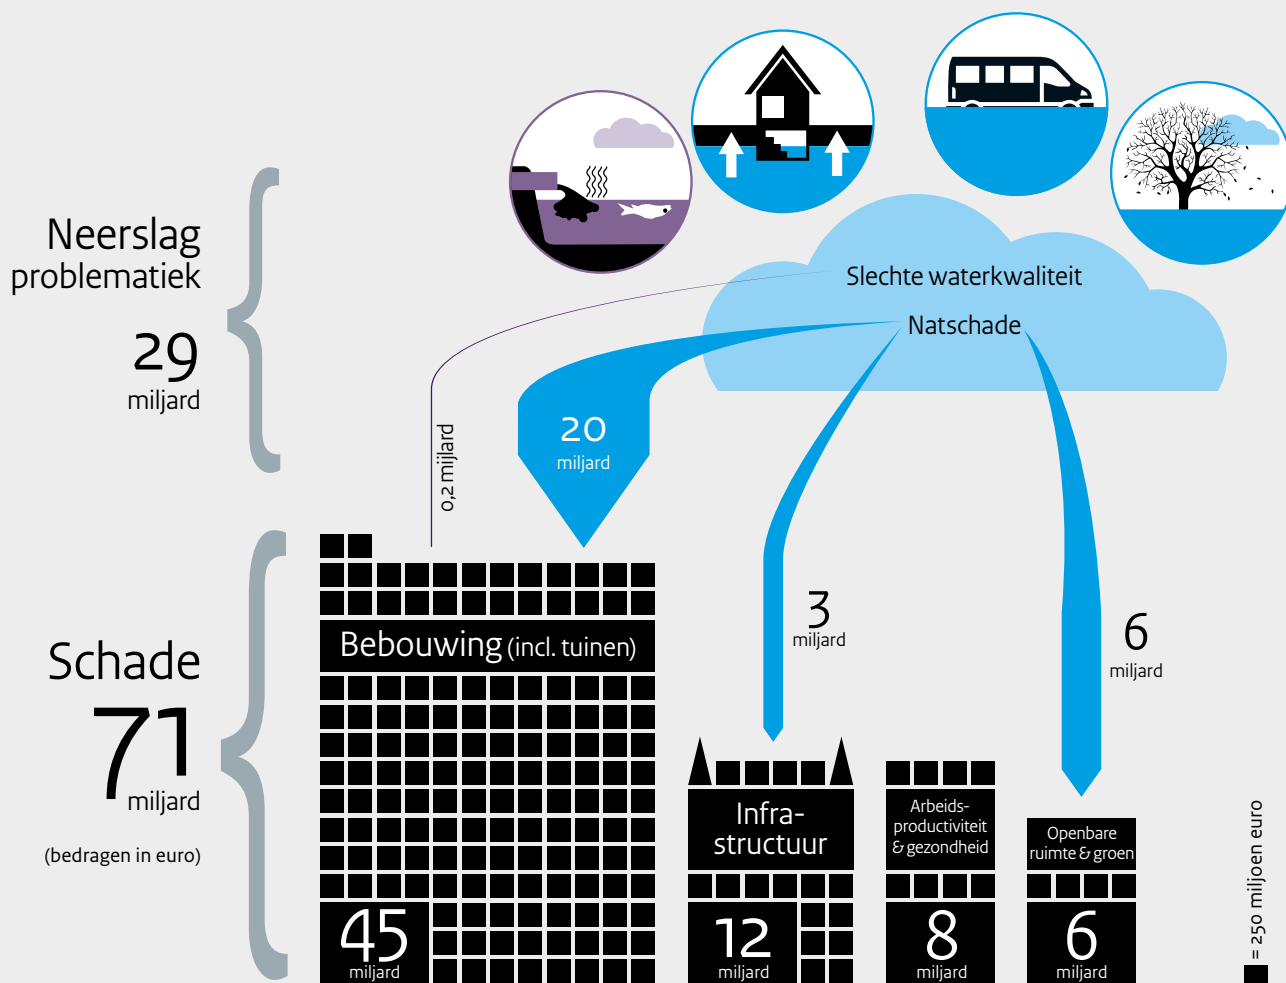 Neerslag
problematiek
29
miljard
Slechte waterkwaliteit
Natschade
0,2 mijlard
20
miljard
3
miljard
6
miljard
Schade
71
miljard
(bedragen in euro)
Bebouwing (incl. tuinen)
45
miljard
Infra-
structuur
12
miljard
Arbeids-
productiviteit
& gezondheid
8
miljard
Openbare
ruimte & groen
6
miljard
= 250 miljoen euro